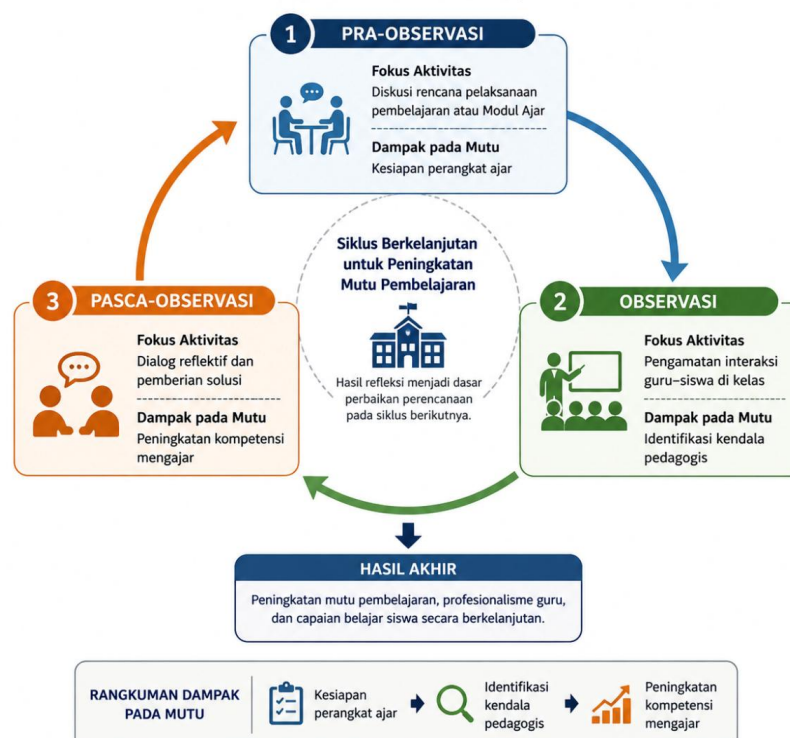 1
PRA-OBSERVASI
Fokus Aktivitas
Diskusi rencana pelaksanaan
pembelajaran atau Modul Ajar
Dampak pada Mutu
Kesiapan perangkat ajar
Siklus Berkelanjutan
untuk Peningkatan
Mutu Pembelajaran
Hasil refleksi menjadi dasar
perbaikan perencanaan
pada siklus berikutnya.
2
OBSERVASI
Fokus Aktivitas
Pengamatan interaksi
guru–siswa di kelas
Dampak pada Mutu
Identifikasi kendala
pedagogis
3
PASCA-OBSERVASI
Fokus Aktivitas
Dialog reflektif dan
pemberian solusi
Dampak pada Mutu
Peningkatan kompetensi
mengajar
HASIL AKHIR
Peningkatan mutu pembelajaran, profesionalisme guru,
dan capaian belajar siswa secara berkelanjutan.
RANGKUMAN DAMPAK
PADA MUTU
Kesiapan
perangkat ajar
Identifikasi
kendala
pedagogis
Peningkatan
kompetensi
mengajar